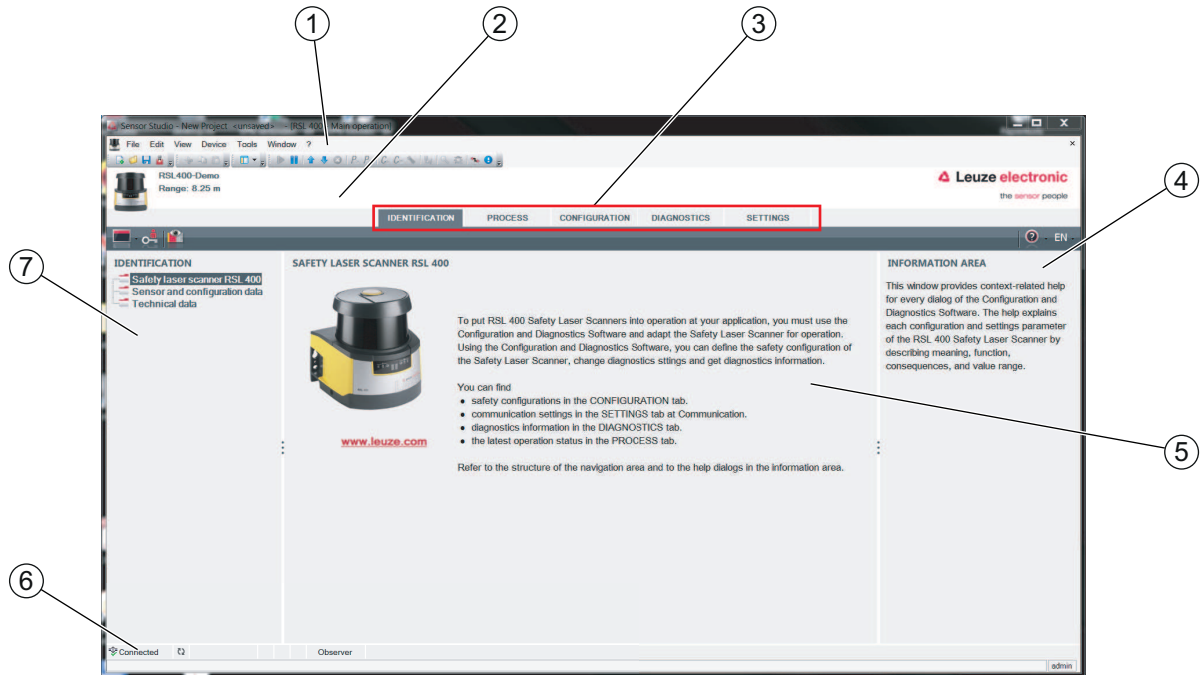 1
2
3
Sensor Studio - New Project <unsaved> - [RSL 400 - Main operation]
File Edit View Device Tools Window ?
RSL400-Demo
Range: 8.25 m
Leuze electronic
the sensor people
4
IDENTIFICATION PROCESS CONFIGURATION DIAGNOSTICS SETTINGS
EN
7
IDENTIFICATION
Safety laser scanner RSL 400
Sensor and configuration data
Technical data
SAFETY LASER SCANNER RSL 400
www.leuze.com
To put RSL 400 Safety Laser Scanners into operation at your application, you must use the
Configuration and Diagnostics Software and adapt the Safety Laser Scanner for operation.
Using the Configuration and Diagnostics Software, you can define the safety configuration of
the Safety Laser Scanner, change diagnostics sttings and get diagnostics information.
You can find
• safety configurations in the CONFIGURATION tab.
• communication settings in the SETTINGS tab at Communication.
• diagnostics information in the DIAGNOSTICS tab.
• the latest operation status in the PROCESS tab.
Refer to the structure of the navigation area and to the help dialogs in the information area.
INFORMATION AREA
This window provides context-related help
for every dialog of the Configuration and
Diagnostics Software. The help explains
each configuration and settings parameter
of the RSL 400 Safety Laser Scanner by
describing meaning, function,
consequences, and value range.
5
6
Connected
Observer
admin